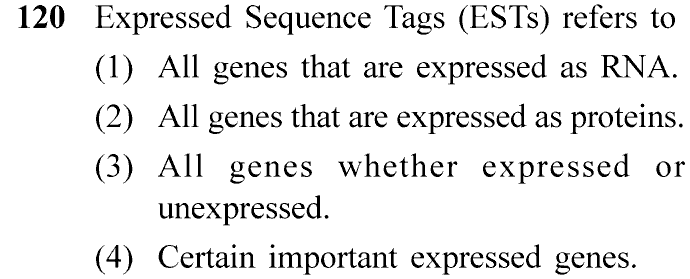 120 Expressed Sequence Tags (ESTs) refers to
(1) All genes that are expressed as RNA.
(2) All genes that are expressed as proteins.
(3) All genes whether expressed or
unexpressed.
(4) Certain important expressed genes.